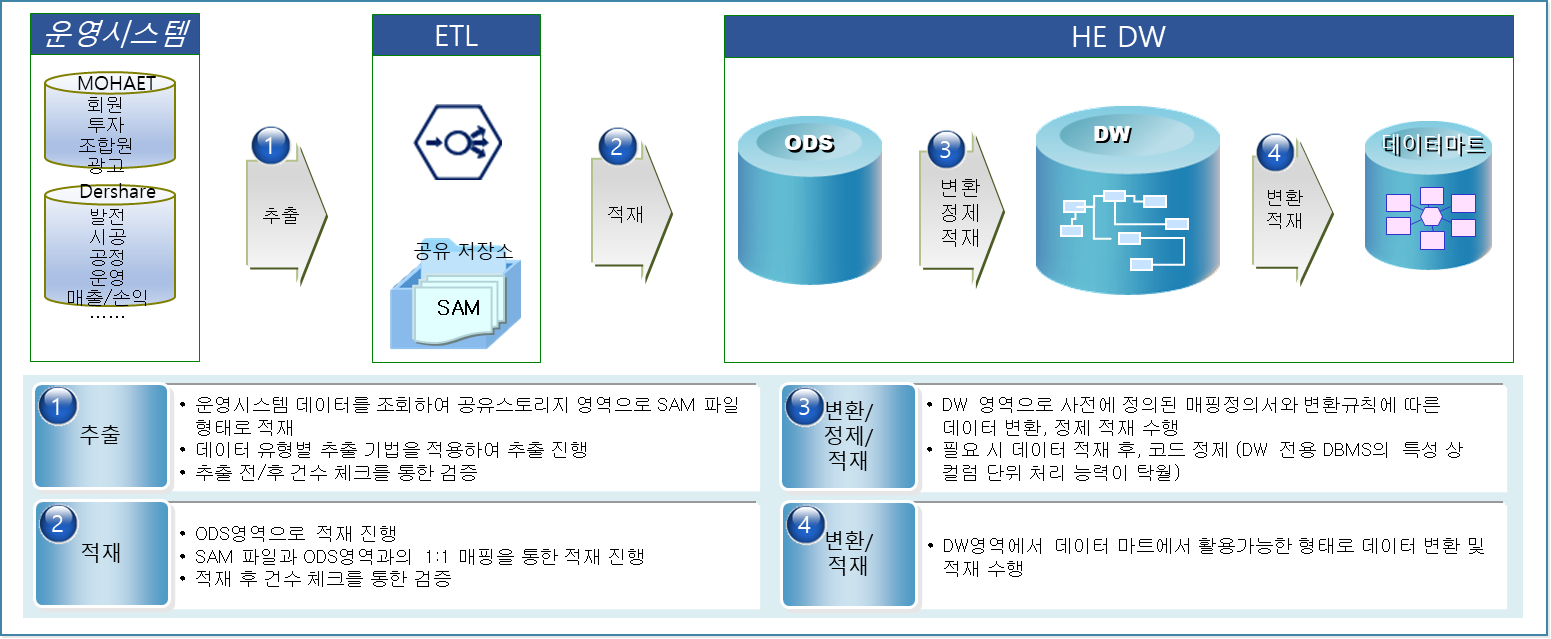 운영시스템
MOHAET
회원
투자
조합원
광고
Dershare
발전
시공
공정
운영
매출/손익
……
1
추출
ETL
공유 저장소
SAM
2
적재
HE DW
ODS
3
변환
정제
적재
DW
4
변환
적재
데이터마트
1
추출
• 운영시스템 데이터를 조회하여 공유스토리지 영역으로 SAM 파일
형태로 적재
• 데이터 유형별 추출 기법을 적용하여 추출 진행
• 추출 전/후 건수 체크를 통한 검증
2
적재
• ODS영역으로 적재 진행
• SAM 파일과 ODS영역과의 1:1 매핑을 통한 적재 진행
• 적재 후 건수 체크를 통한 검증
3
변환/
정제/
적재
• DW 영역으로 사전에 정의된 매핑정의서와 변환규칙에 따른
데이터 변환, 정제 적재 수행
• 필요 시 데이터 적재 후, 코드 정제 (DW 전용 DBMS의 특성 상
컬럼 단위 처리 능력이 탁월)
4
변환/
적재
• DW영역에서 데이터 마트에서 활용가능한 형태로 데이터 변환 및
적재 수행